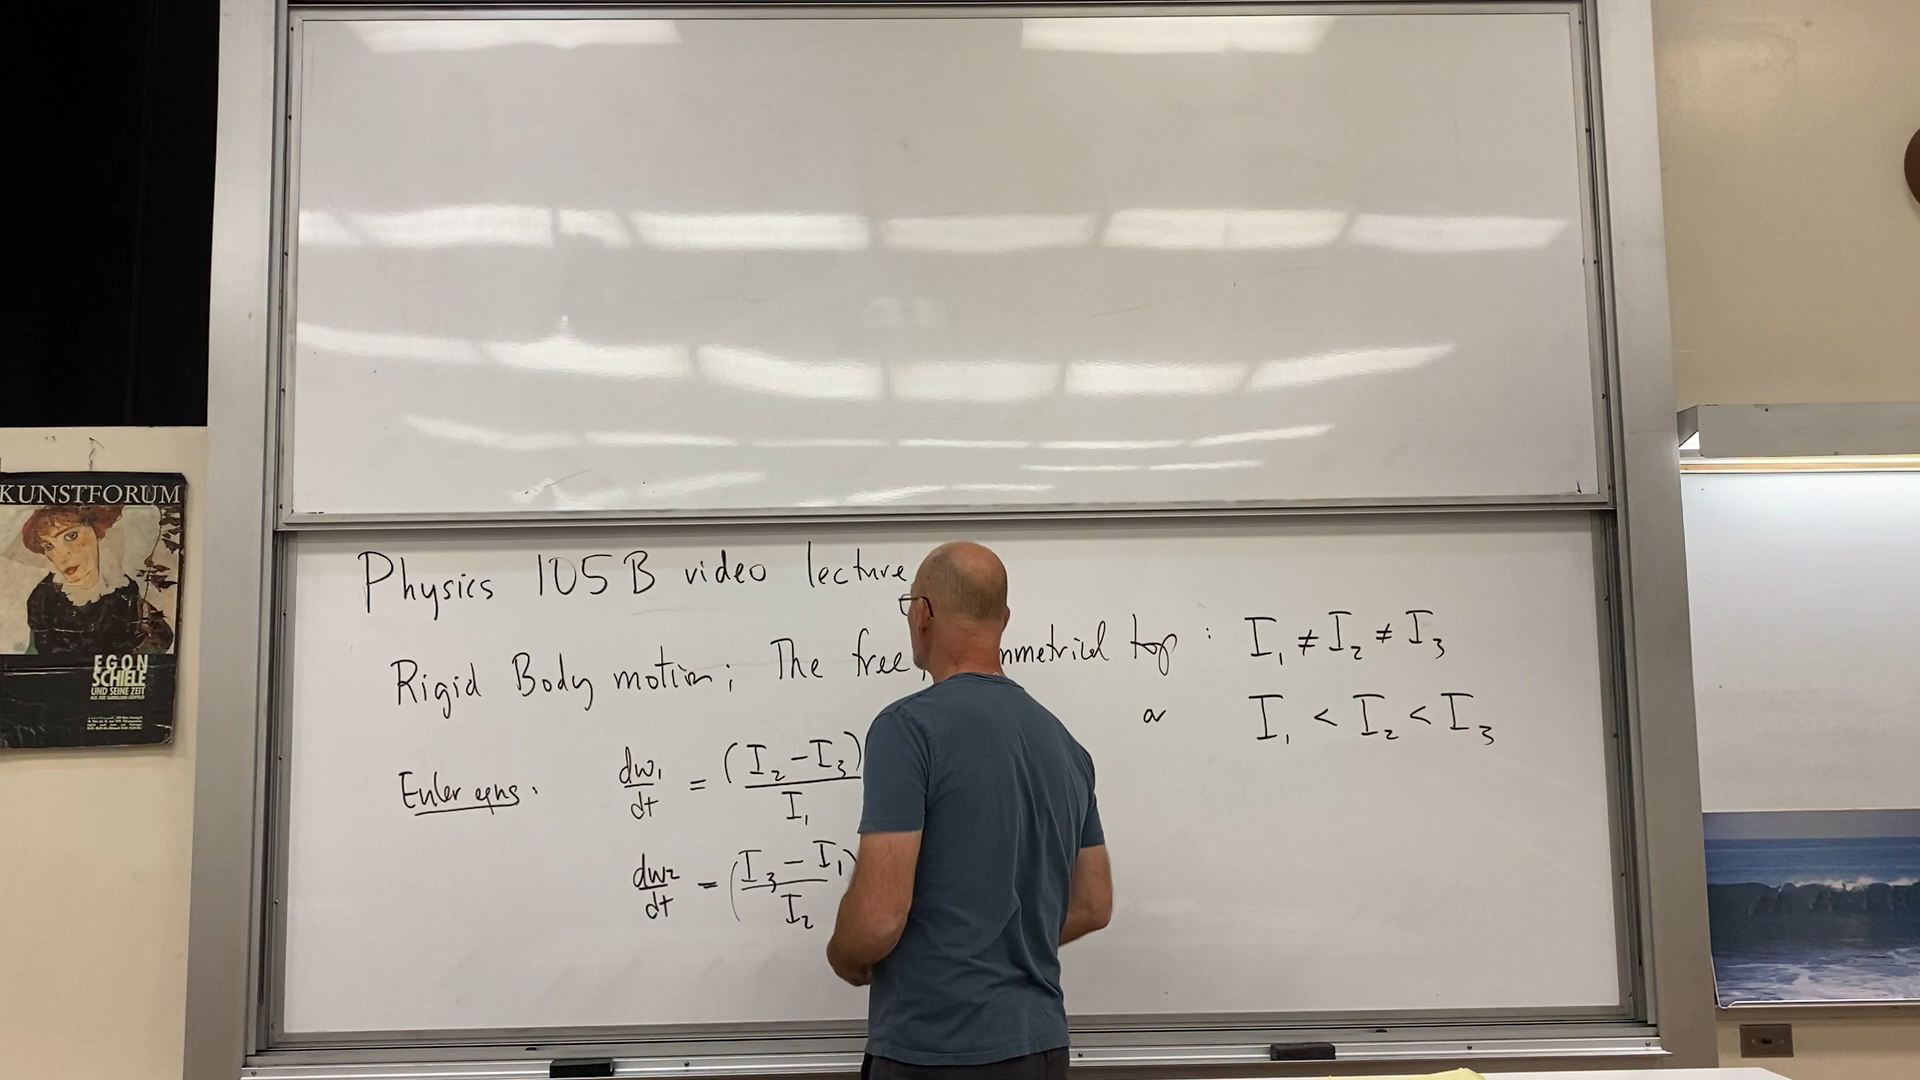 Physics 105B video lecture
Rigid Body motion; The free, mmetrical top : I₁ ≠ I₂ ≠ I₃
or I₁ < I₂ < I₃
Euler eqns. dω₁/dt = (I₂-I₃)/I₁
dω₂/dt = (I₃-I₁)/I₂
KUNSTFORUM
EGON
SCHIELE
UND SEINE ZEIT